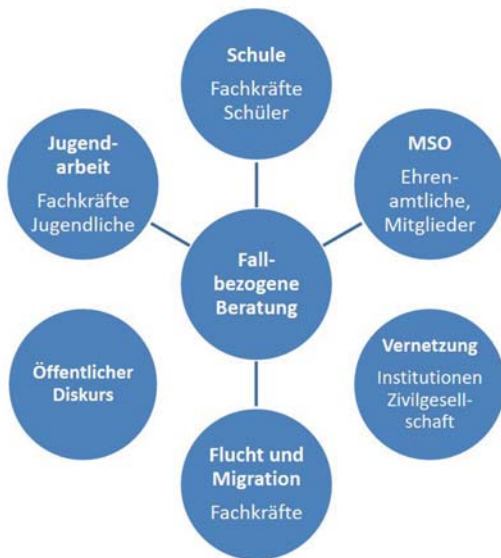 Schule
Fachkräfte
Schüler
Jugend-
arbeit
Fachkräfte
Jugendliche
MSO
Ehren-
amtliche,
Mitglieder
Fall-
bezogene
Beratung
Öffentlicher
Diskurs
Vernetzung
Institutionen
Zivilgesell-
schaft
Flucht und
Migration
Fachkräfte